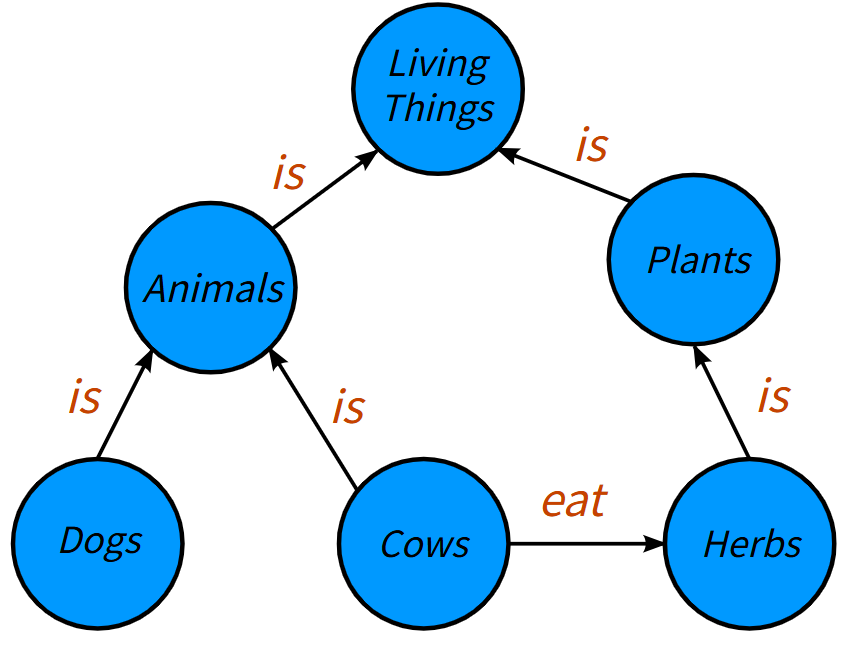 Living
Things
is
is
Animals
Plants
is
is
is
Dogs
Cows
eat
Herbs